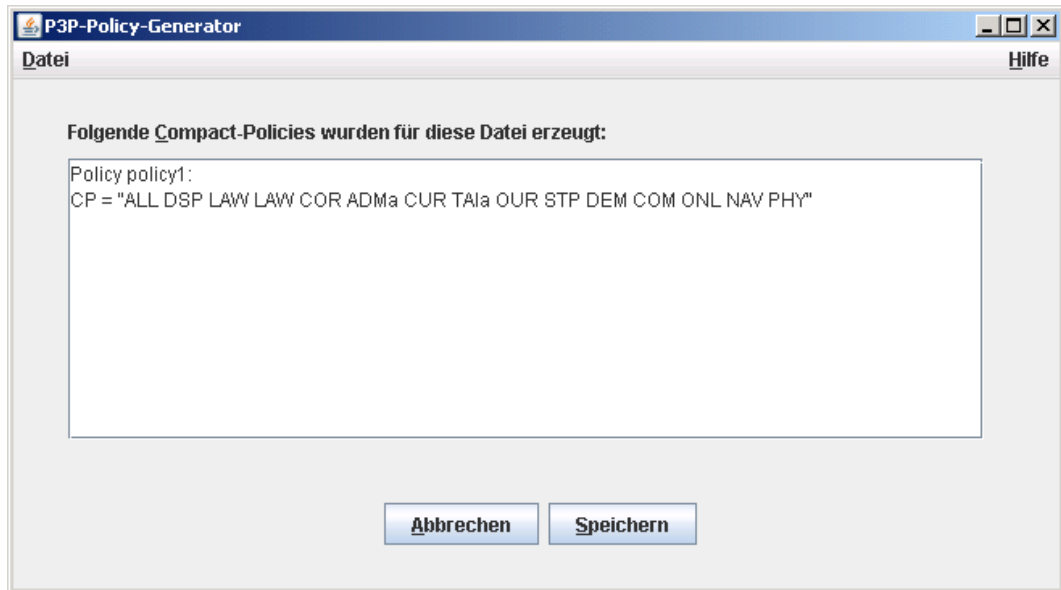 P3P-Policy-Generator
Datei Hilfe
Folgende Compact-Policies wurden für diese Datei erzeugt:
Policy policy1:
CP = "ALL DSP LAW LAW COR ADMa CUR TAIa OUR STP DEM COM ONL NAV PHY"
Abbrechen Speichern